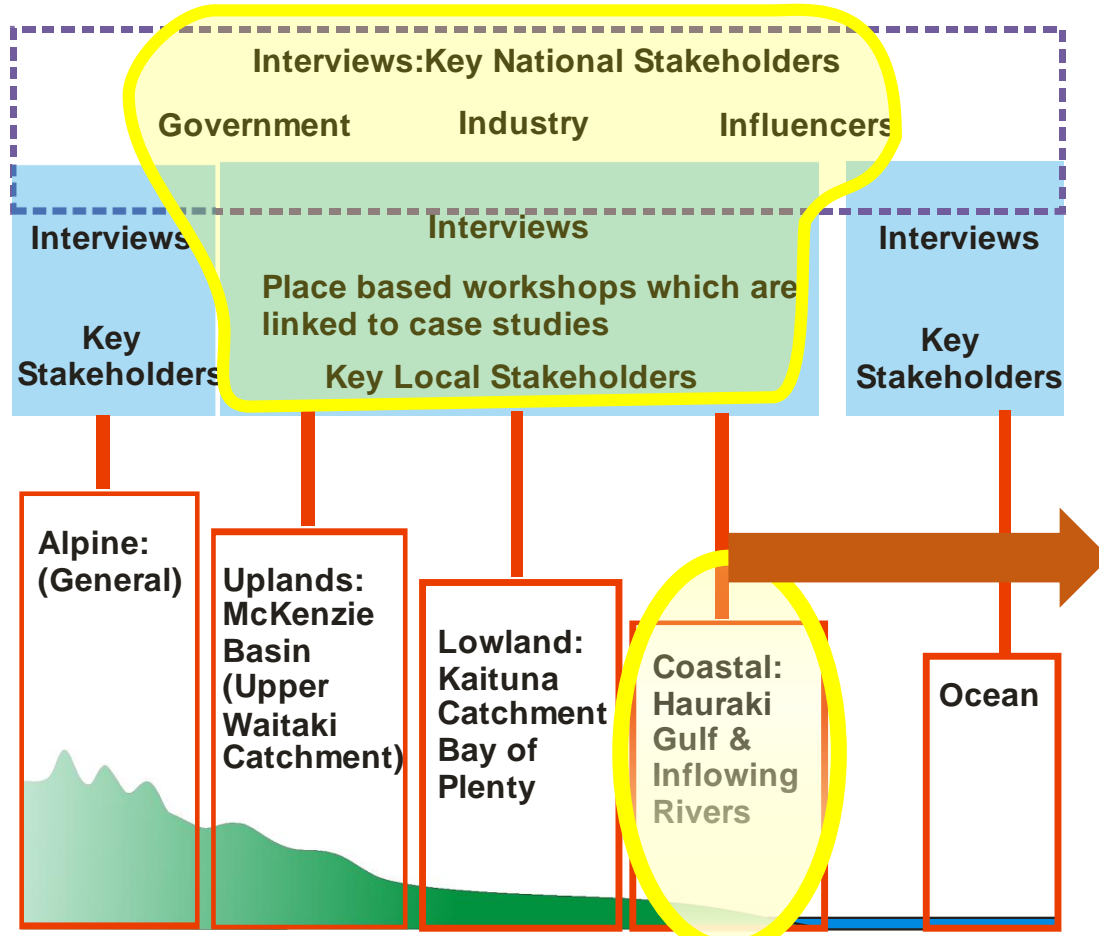 Interviews:Key National Stakeholders
Government
Industry
Influencers
Interviews
Key
Stakeholders
Interviews
Place based workshops which are
linked to case studies
Key Local Stakeholders
Interviews
Key
Stakeholders
Alpine:
(General)
Uplands:
McKenzie
Basin
(Upper
Waitaki
Catchment)
Lowland:
Kaituna
Catchment
Bay of
Plenty
Coastal:
Hauraki
Gulf &
Inflowing
Rivers
Ocean